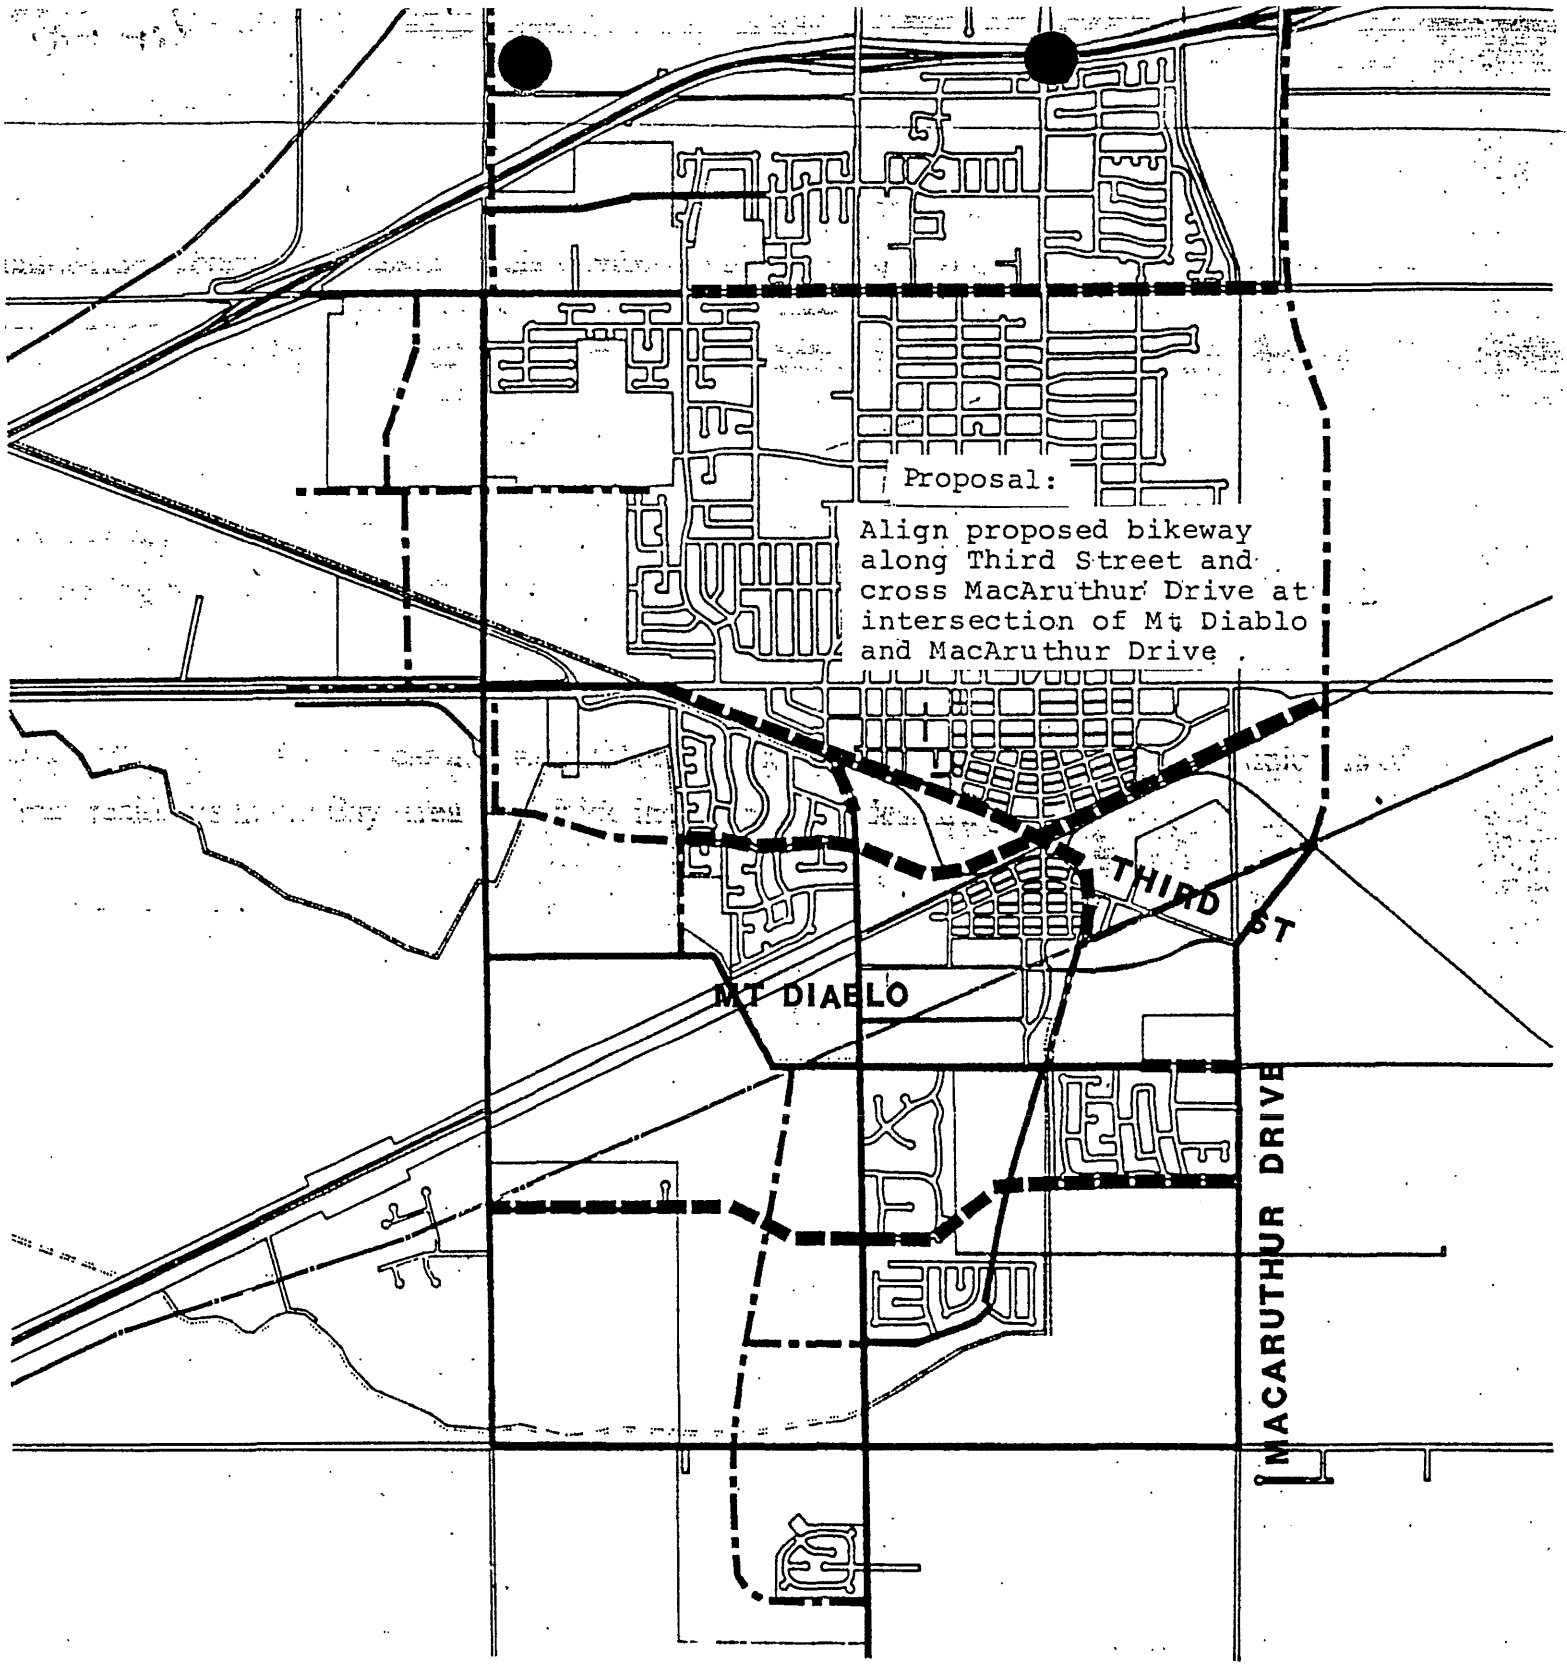 Proposal:
Align proposed bikeway
along Third Street and
cross MacAruthur Drive at
intersection of Mt Diablo
and MacAruthur Drive
THIRD ST
MT DIABLO
MACARUTHUR DRIVE